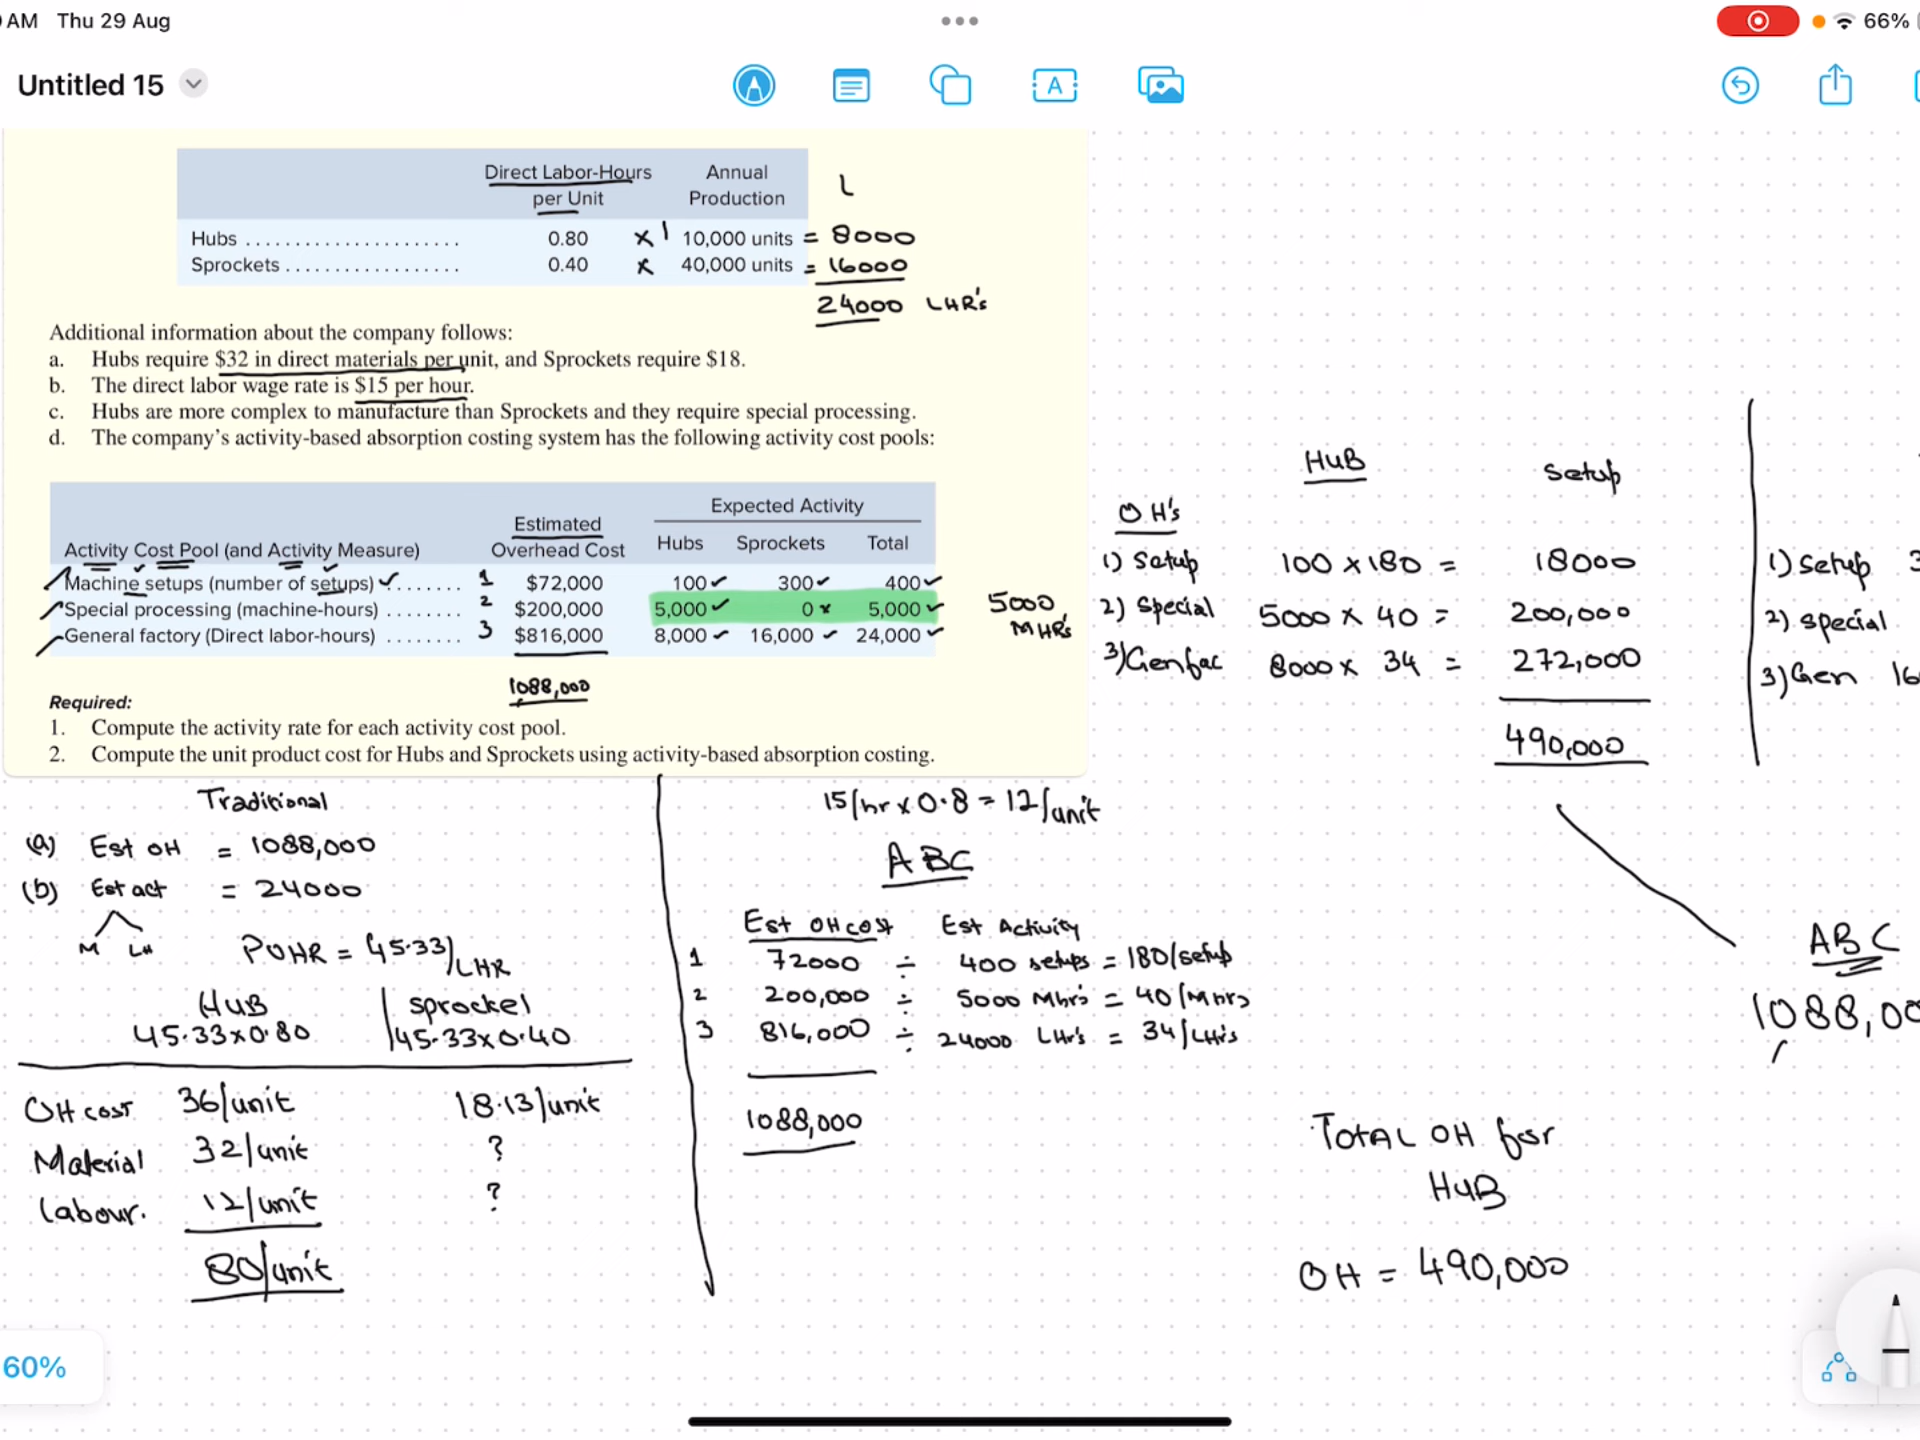 AM Thu 29 Aug
66%
Untitled 15
Direct Labor-Hours per Unit Annual Production
Hubs ...................... 0.80 × 10,000 units = 8000
Sprockets .................. 0.40 × 40,000 units = 16000
24000 LHR's
Additional information about the company follows:
a. Hubs require $32 in direct materials per unit, and Sprockets require $18.
b. The direct labor wage rate is $15 per hour.
c. Hubs are more complex to manufacture than Sprockets and they require special processing.
d. The company's activity-based absorption costing system has the following activity cost pools:
Expected Activity
Activity Cost Pool (and Activity Measure) Estimated Overhead Cost Hubs Sprockets Total
Machine setups (number of setups) ✓ ....... 1 $72,000 100 ✓ 300 ✓ 400 ✓
Special processing (machine-hours) ........ 2 $200,000 5,000 ✓ 0 × 5,000 ✓ 5000 MHR's
General factory (Direct labor-hours) ........ 3 $816,000 8,000 ✓ 16,000 ✓ 24,000 ✓
1088,000
Required:
1. Compute the activity rate for each activity cost pool.
2. Compute the unit product cost for Hubs and Sprockets using activity-based absorption costing.
HUB setup
OH's
1) Setup 100 × 180 = 18000
2) Special 5000 × 40 = 200,000
3) Gen fac 8000 × 34 = 272,000
490,000
1) Setup 3
2) special
3) Gen 16
Traditional
(a) Est OH = 1088,000
(b) Est act = 24000
M LH
POHR = 45.33/LHR
HUB sprocket
45.33×0.80 45.33×0.40
OH cost 36/unit 18.13/unit
Material 32/unit ?
labour. 12/unit ?
80/unit
15/hr × 0.8 = 12/unit
ABC
Est OH cost Est Activity
1 72000 ÷ 400 setups = 180/setup
2 200,000 ÷ 5000 Mhr's = 40/Mhrs
3 816,000 ÷ 24000 LHr's = 34/LHr's
1088,000
ABC
1088,00
Total OH for
HUB
OH = 490,000
60%